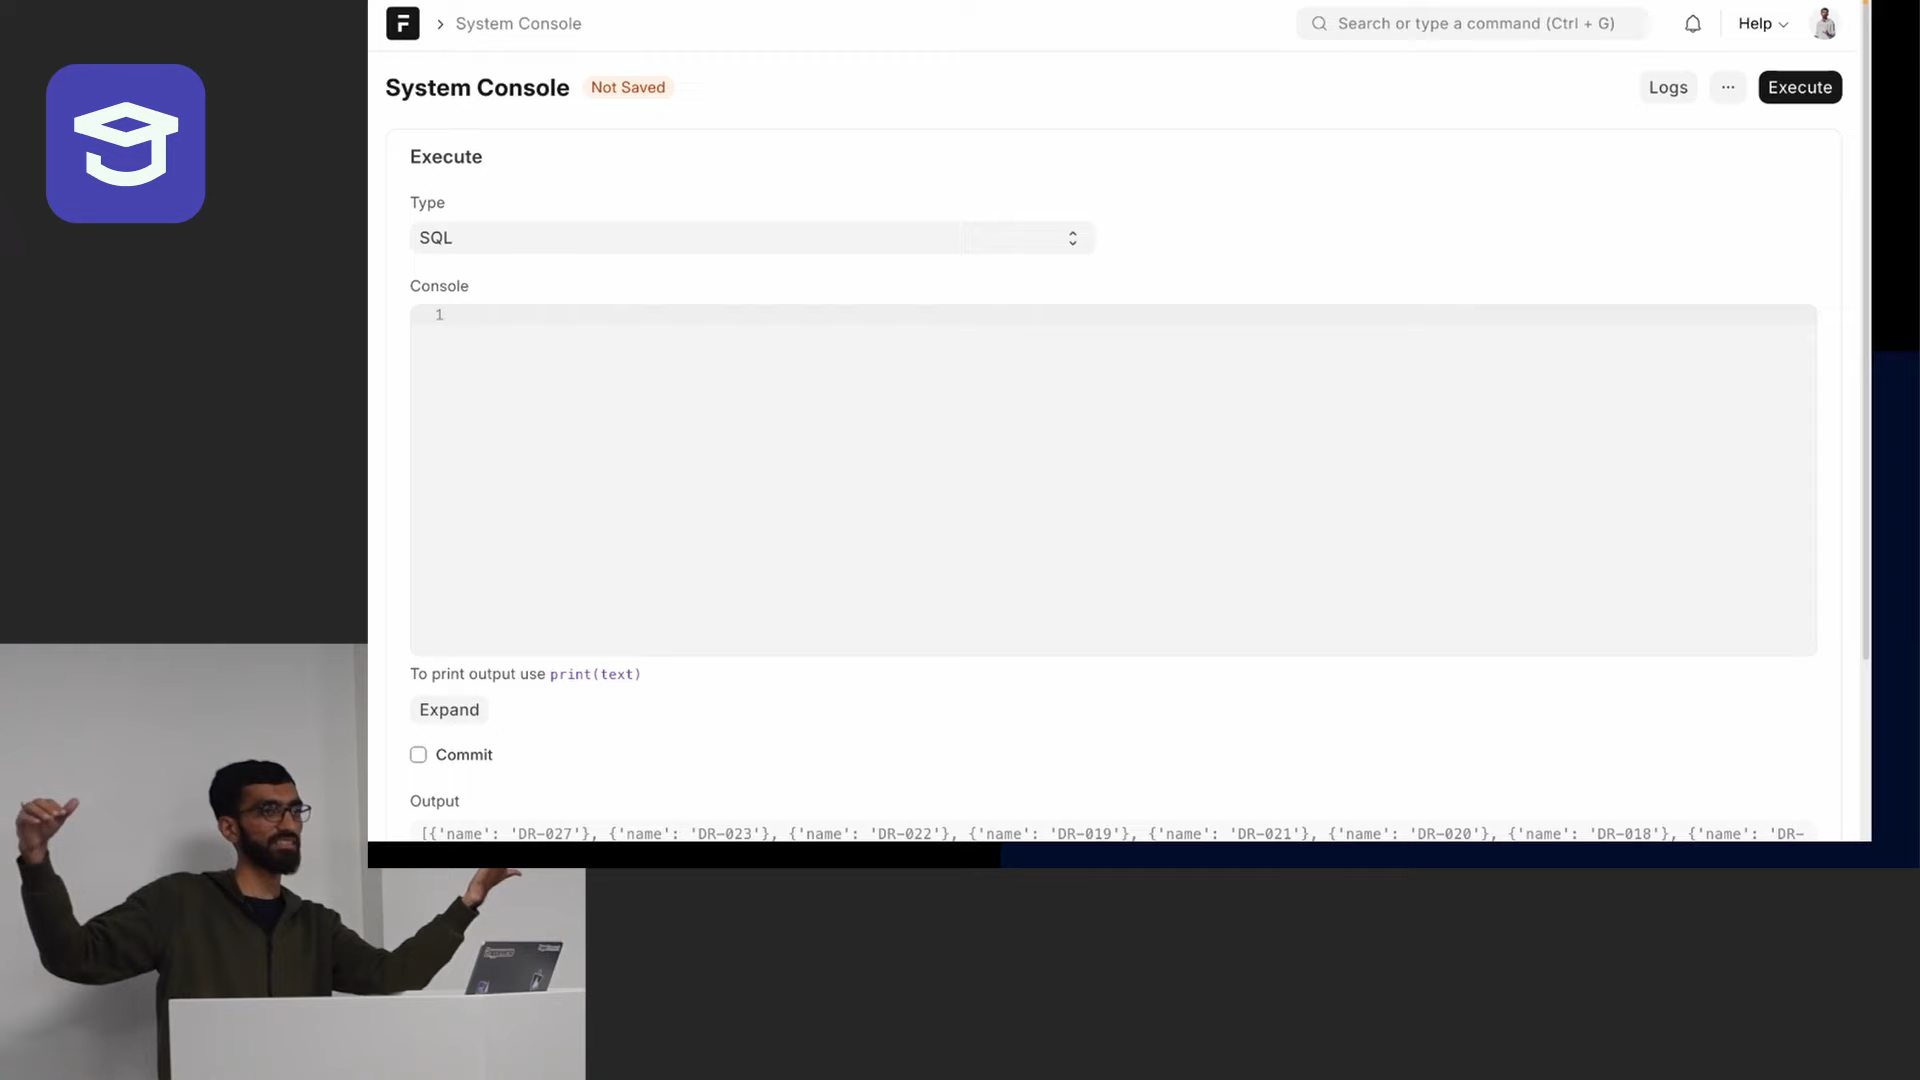 System Console
Search or type a command (Ctrl + G)
Help
System Console
Not Saved
Logs
Execute
Execute
Type
SQL
Console
1
To print output use print(text)
Expand
Commit
Output
[{'name': 'DR-027'}, {'name': 'DR-023'}, {'name': 'DR-022'}, {'name': 'DR-019'}, {'name': 'DR-021'}, {'name': 'DR-020'}, {'name': 'DR-018'}, {'name': 'DR-